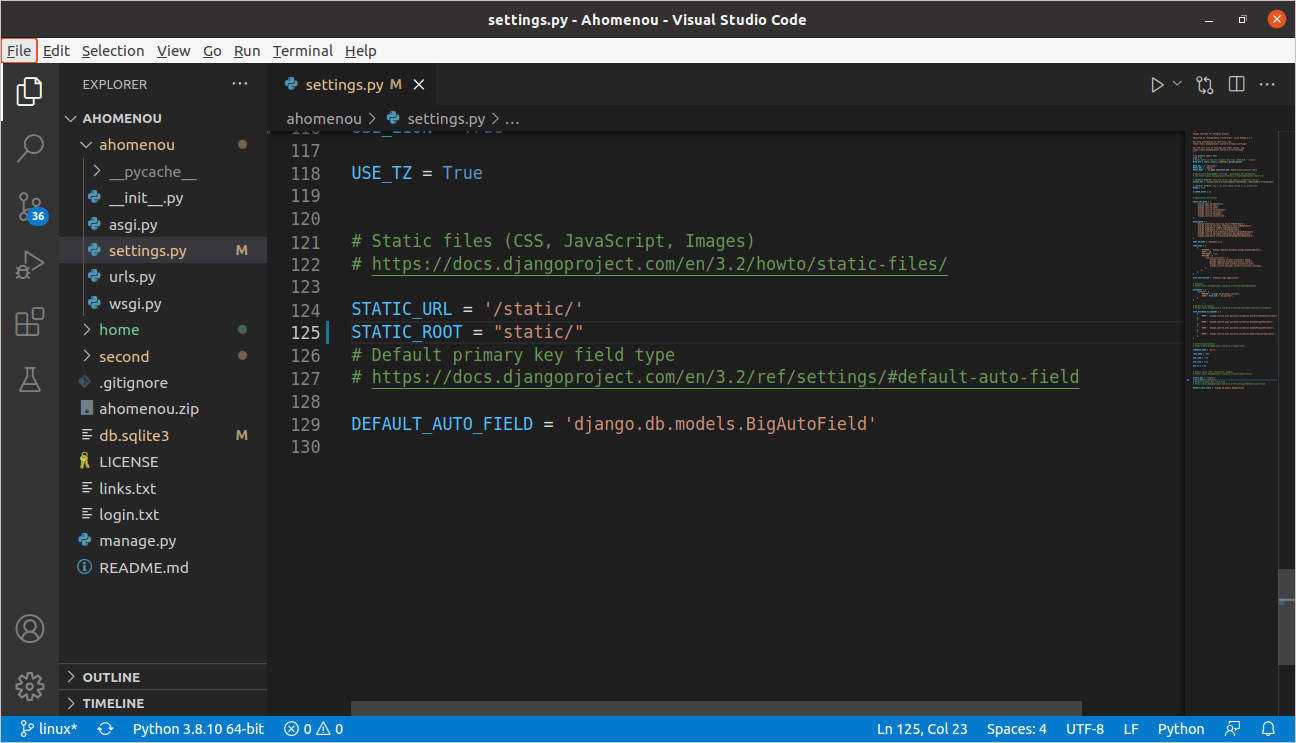 settings.py - Ahomenou - Visual Studio Code
File Edit Selection View Go Run Terminal Help
EXPLORER
AHOMENOU
ahomenou
__pycache__
__init__.py
asgi.py
settings.py M
urls.py
wsgi.py
home
second
.gitignore
ahomenou.zip
db.sqlite3 M
LICENSE
links.txt
login.txt
manage.py
README.md
OUTLINE
TIMELINE
36
settings.py M
ahomenou > settings.py > ...
117
118 USE_TZ = True
119
120
121 # Static files (CSS, JavaScript, Images)
122 # https://docs.djangoproject.com/en/3.2/howto/static-files/
123
124 STATIC_URL = '/static/'
125 STATIC_ROOT = "static/"
126 # Default primary key field type
127 # https://docs.djangoproject.com/en/3.2/ref/settings/#default-auto-field
128
129 DEFAULT_AUTO_FIELD = 'django.db.models.BigAutoField'
130
linux* Python 3.8.10 64-bit 0 0 Ln 125, Col 23 Spaces: 4 UTF-8 LF Python